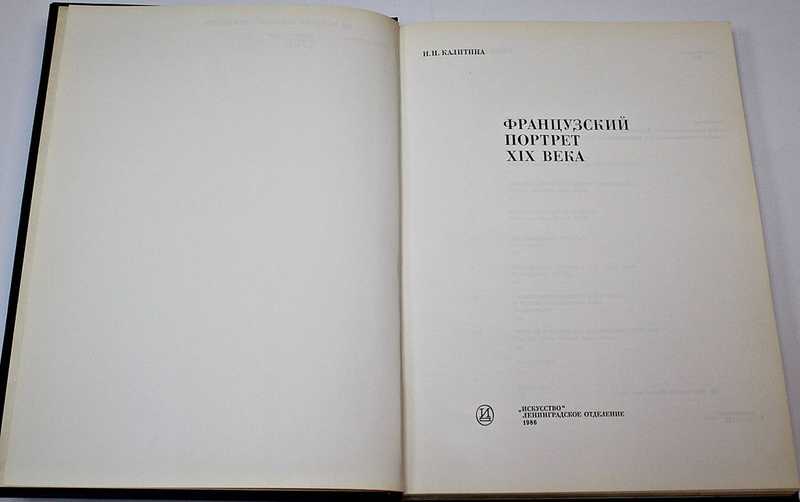 Н.Н. КАЛИТИНА
ФРАНЦУЗСКИЙ
ПОРТРЕТ
XIX ВЕКА
И
„ИСКУССТВО“
ЛЕНИНГРАДСКОЕ ОТДЕЛЕНИЕ
1986